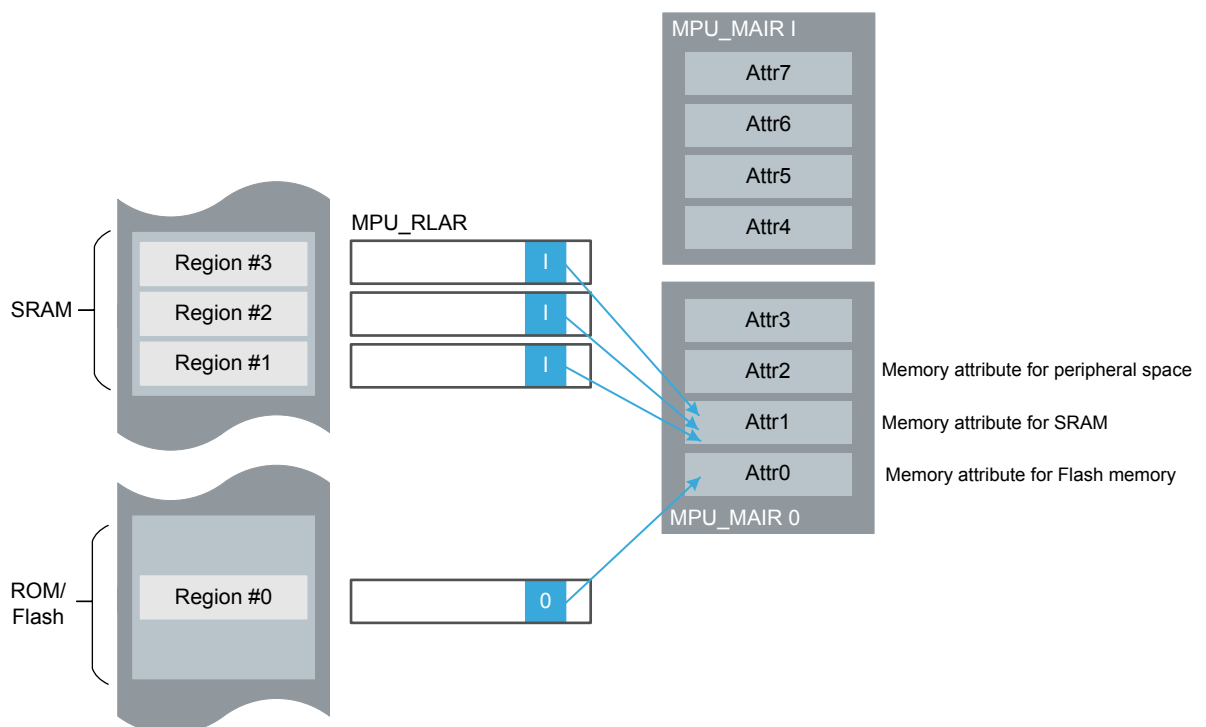 MPU_MAIR I
Attr7
Attr6
Attr5
Attr4
MPU_RLAR
SRAM
Region #3
I
Region #2
I
Region #1
I
Attr3
Attr2
Memory attribute for peripheral space
Attr1
Memory attribute for SRAM
Attr0
Memory attribute for Flash memory
MPU_MAIR 0
ROM/
Flash
Region #0
0